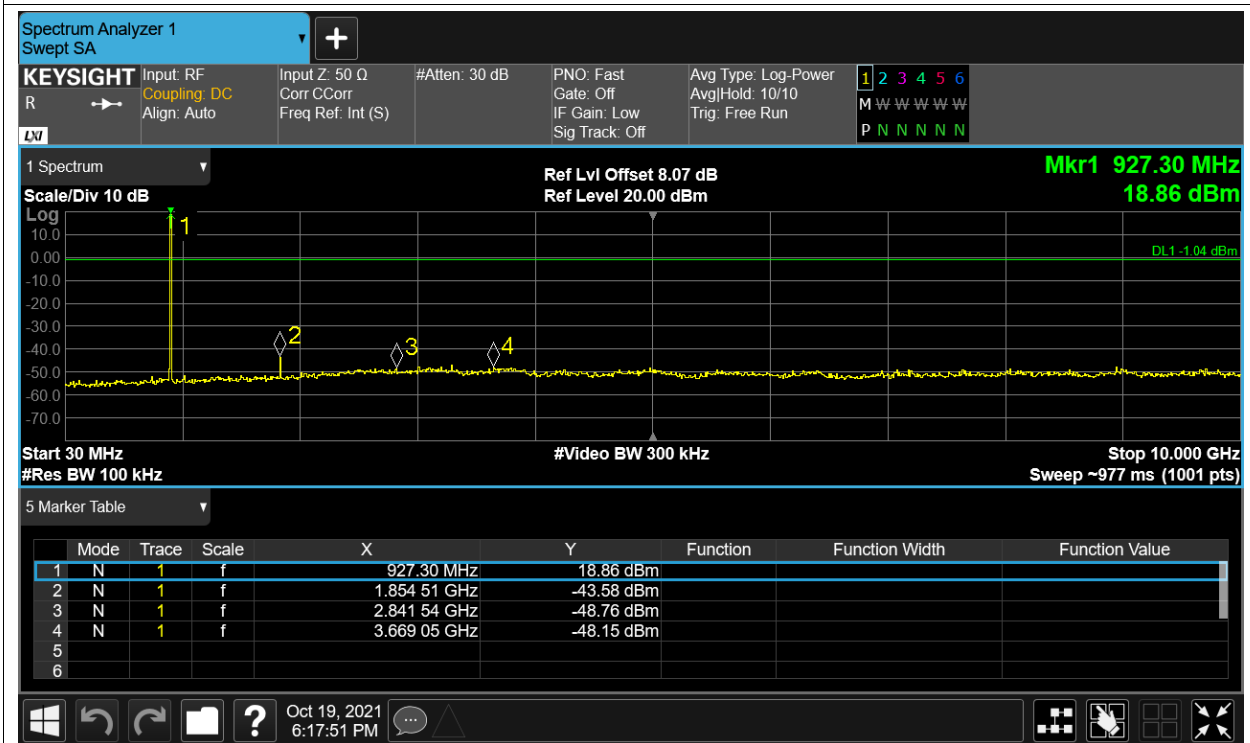 Spectrum Analyzer 1
Swept SA
KEYSIGHT Input: RF Input Z: 50 Ω #Atten: 30 dB PNO: Fast Avg Type: Log-Power 1 2 3 4 5 6
R Coupling: DC Corr CCorr Gate: Off Avg|Hold: 10/10 M W W W W W
Align: Auto Freq Ref: Int (S) IF Gain: Low Trig: Free Run
LXI Sig Track: Off P N N N N N
1 Spectrum Ref Lvl Offset 8.07 dB Mkr1 927.30 MHz
Scale/Div 10 dB Ref Level 20.00 dBm 18.86 dBm
Log
1
10.0
0.00 DL1 -1.04 dBm
-10.0
-20.0
-30.0
2
-40.0 3 4
-50.0
-60.0
-70.0
Start 30 MHz #Video BW 300 kHz Stop 10.000 GHz
#Res BW 100 kHz Sweep ~977 ms (1001 pts)
5 Marker Table
Mode Trace Scale X Y Function Function Width Function Value
1 N 1 f 927.30 MHz 18.86 dBm
2 N 1 f 1.854 51 GHz -43.58 dBm
3 N 1 f 2.841 54 GHz -48.76 dBm
4 N 1 f 3.669 05 GHz -48.15 dBm
5
6
? Oct 19, 2021
6:17:51 PM